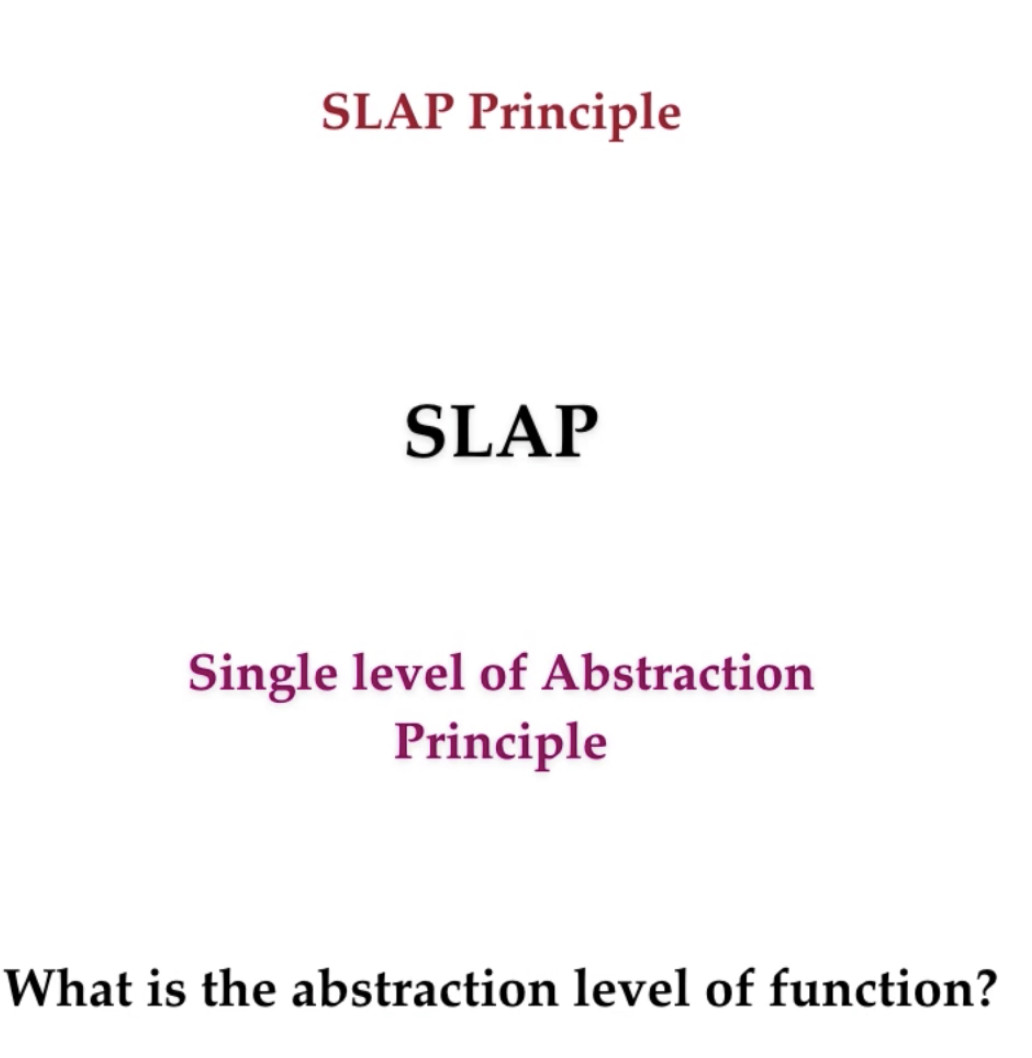 SLAP Principle
SLAP
Single level of Abstraction
Principle
What is the abstraction level of function?